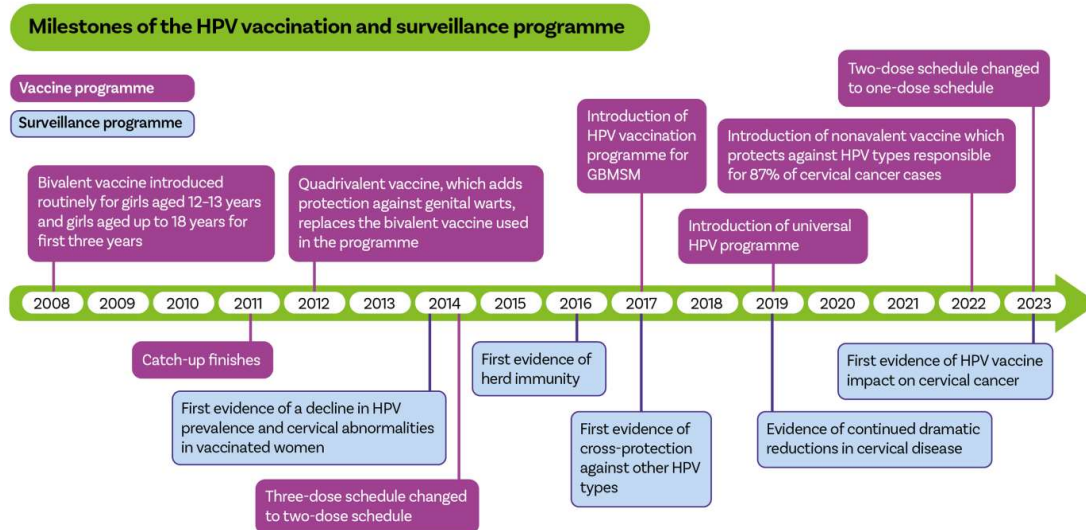 Milestones of the HPV vaccination and surveillance programme
Vaccine programme
Surveillance programme
Bivalent vaccine introduced
routinely for girls aged 12–13 years
and girls aged up to 18 years for
first three years
Quadrivalent vaccine, which adds
protection against genital warts,
replaces the bivalent vaccine used
in the programme
Introduction of
HPV vaccination
programme for
GBMSM
Introduction of universal
HPV programme
Introduction of nonavalent vaccine which
protects against HPV types responsible
for 87% of cervical cancer cases
Two-dose schedule changed
to one-dose schedule
2008 2009 2010 2011 2012 2013 2014 2015 2016 2017 2018 2019 2020 2021 2022 2023
Catch-up finishes
First evidence of a decline in HPV
prevalence and cervical abnormalities
in vaccinated women
Three-dose schedule changed
to two-dose schedule
First evidence of
herd immunity
First evidence of
cross-protection
against other HPV
types
Evidence of continued dramatic
reductions in cervical disease
First evidence of HPV vaccine
impact on cervical cancer